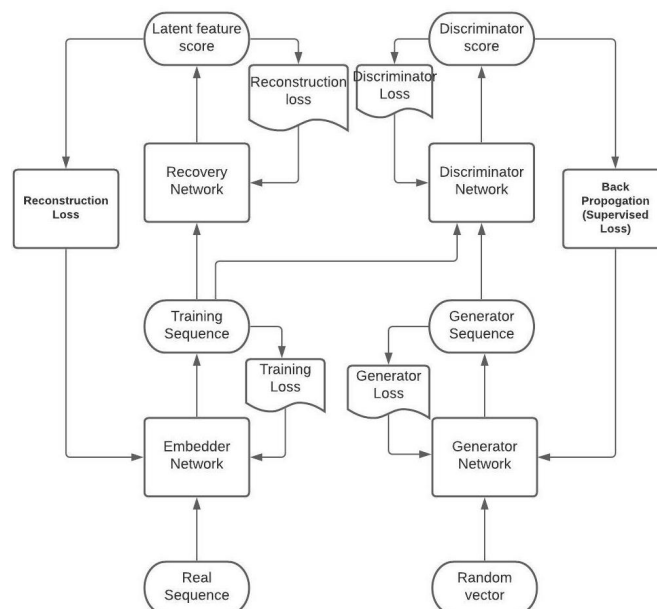 Latent feature
score
Discriminator
score
Reconstruction
loss
Discriminator
Loss
Recovery
Network
Discriminator
Network
Reconstruction
Loss
Back
Propogation
(Supervised
Loss)
Training
Sequence
Generator
Sequence
Training
Loss
Generator
Loss
Embedder
Network
Generator
Network
Real
Sequence
Random
vector